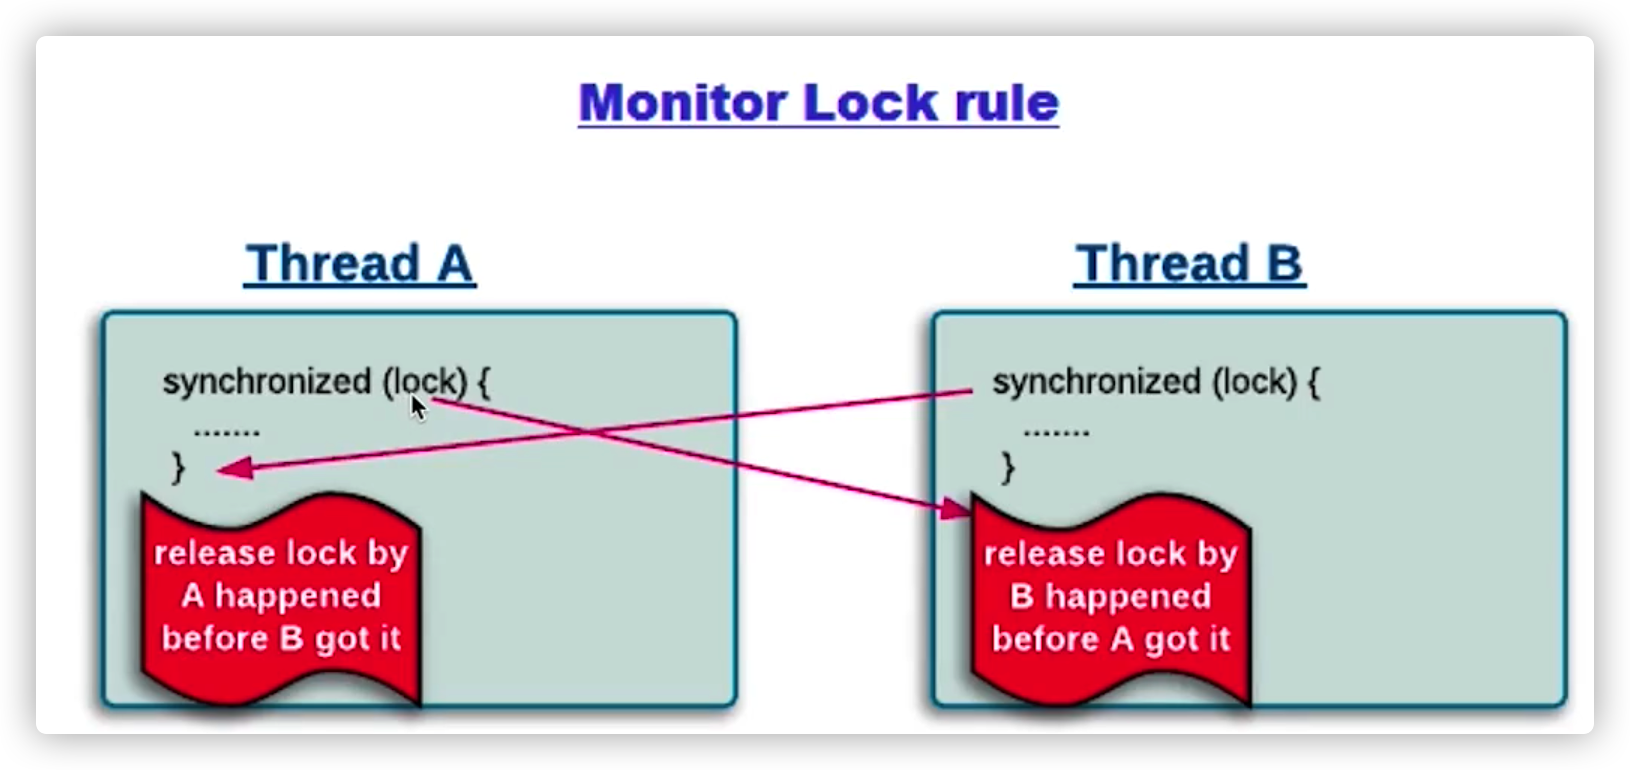 Monitor Lock rule
Thread A
synchronized (lock) {
.......
}
release lock by
A happened
before B got it
Thread B
synchronized (lock) {
.......
}
release lock by
B happened
before A got it